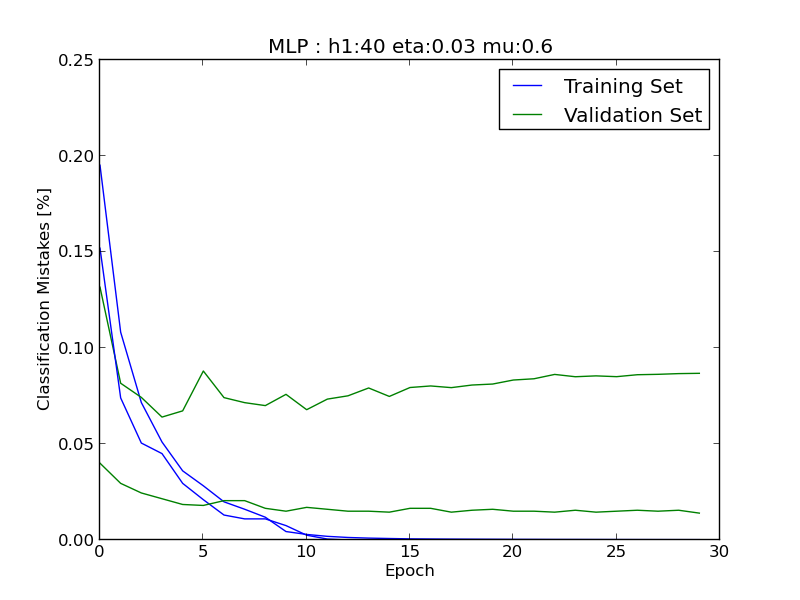 MLP : h1:40 eta:0.03 mu:0.6
Training Set
Validation Set
Classification Mistakes [%]
0.25
0.20
0.15
0.10
0.05
0.00
0 5 10 15 20 25 30
Epoch